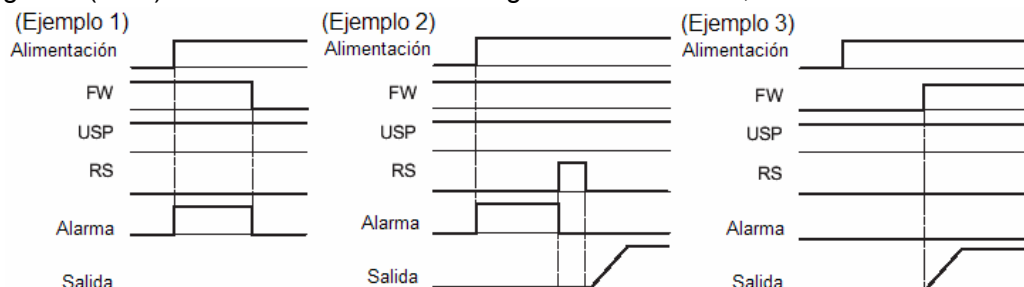 (Ejemplo 1)
Alimentación
FW
USP
RS
Alarma
Salida
(Ejemplo 2)
Alimentación
FW
USP
RS
Alarma
Salida
(Ejemplo 3)
Alimentación
FW
USP
RS
Alarma
Salida